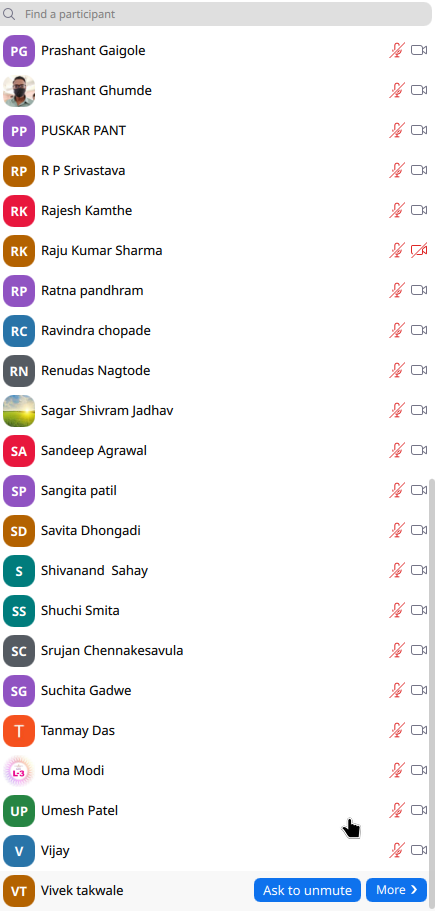 Find a participant
PG Prashant Gaigole
Prashant Ghumde
PP PUSKAR PANT
RP R P Srivastava
RK Rajesh Kamthe
RK Raju Kumar Sharma
RP Ratna pandhram
RC Ravindra chopade
RN Renudas Nagtode
Sagar Shivram Jadhav
SA Sandeep Agrawal
SP Sangita patil
SD Savita Dhongadi
S Shivanand  Sahay
SS Shuchi Smita
SC Srujan Chennakesavula
SG Suchita Gadwe
T Tanmay Das
L-3 Uma Modi
UP Umesh Patel
V Vijay
VT Vivek takwale Ask to unmute More